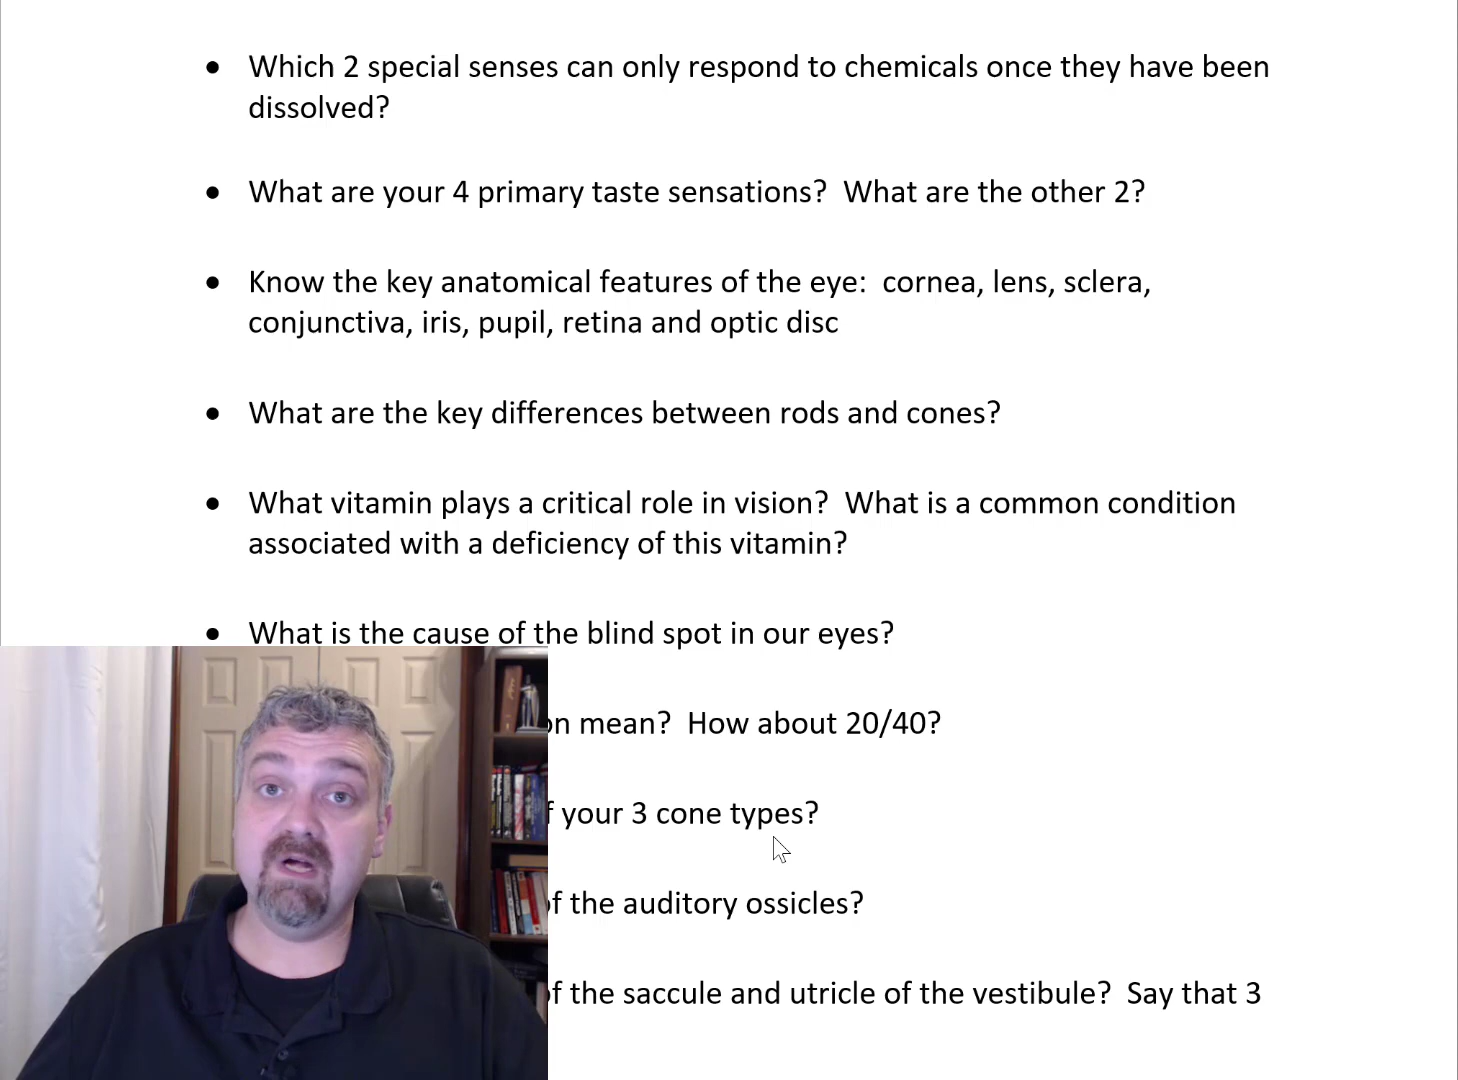 • Which 2 special senses can only respond to chemicals once they have been
dissolved?
• What are your 4 primary taste sensations?  What are the other 2?
• Know the key anatomical features of the eye:  cornea, lens, sclera,
conjunctiva, iris, pupil, retina and optic disc
• What are the key differences between rods and cones?
• What vitamin plays a critical role in vision?  What is a common condition
associated with a deficiency of this vitamin?
• What is the cause of the blind spot in our eyes?
mean?  How about 20/40?
your 3 cone types?
the auditory ossicles?
the saccule and utricle of the vestibule?  Say that 3